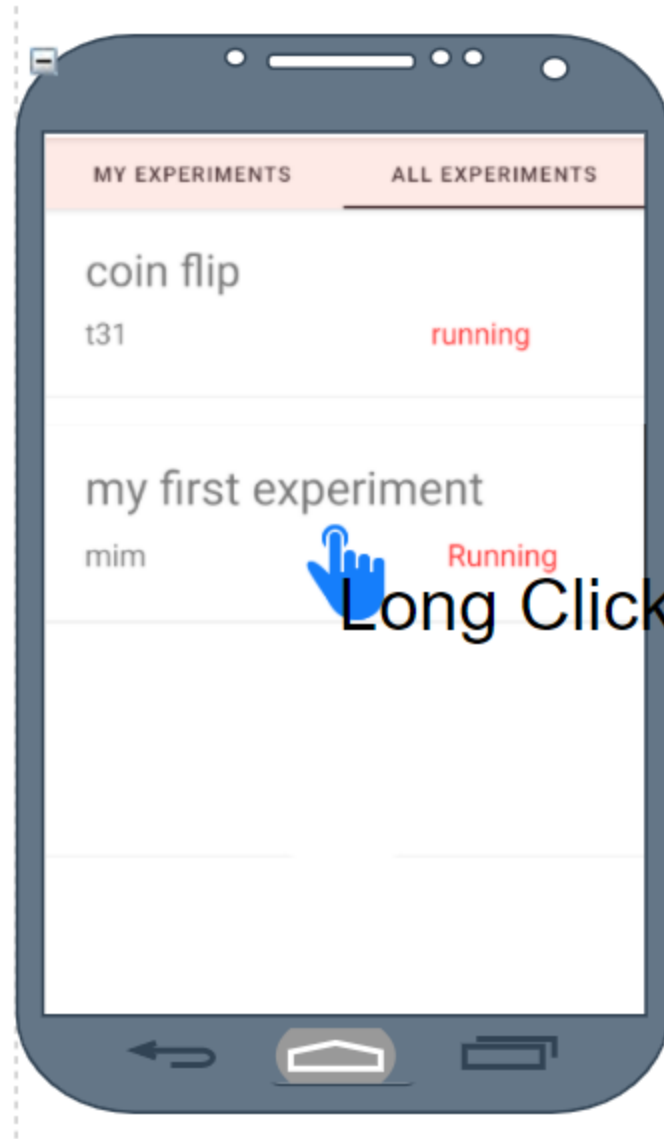 MY EXPERIMENTS ALL EXPERIMENTS
coin flip
t31 running
my first experiment
mim Running
Long Click